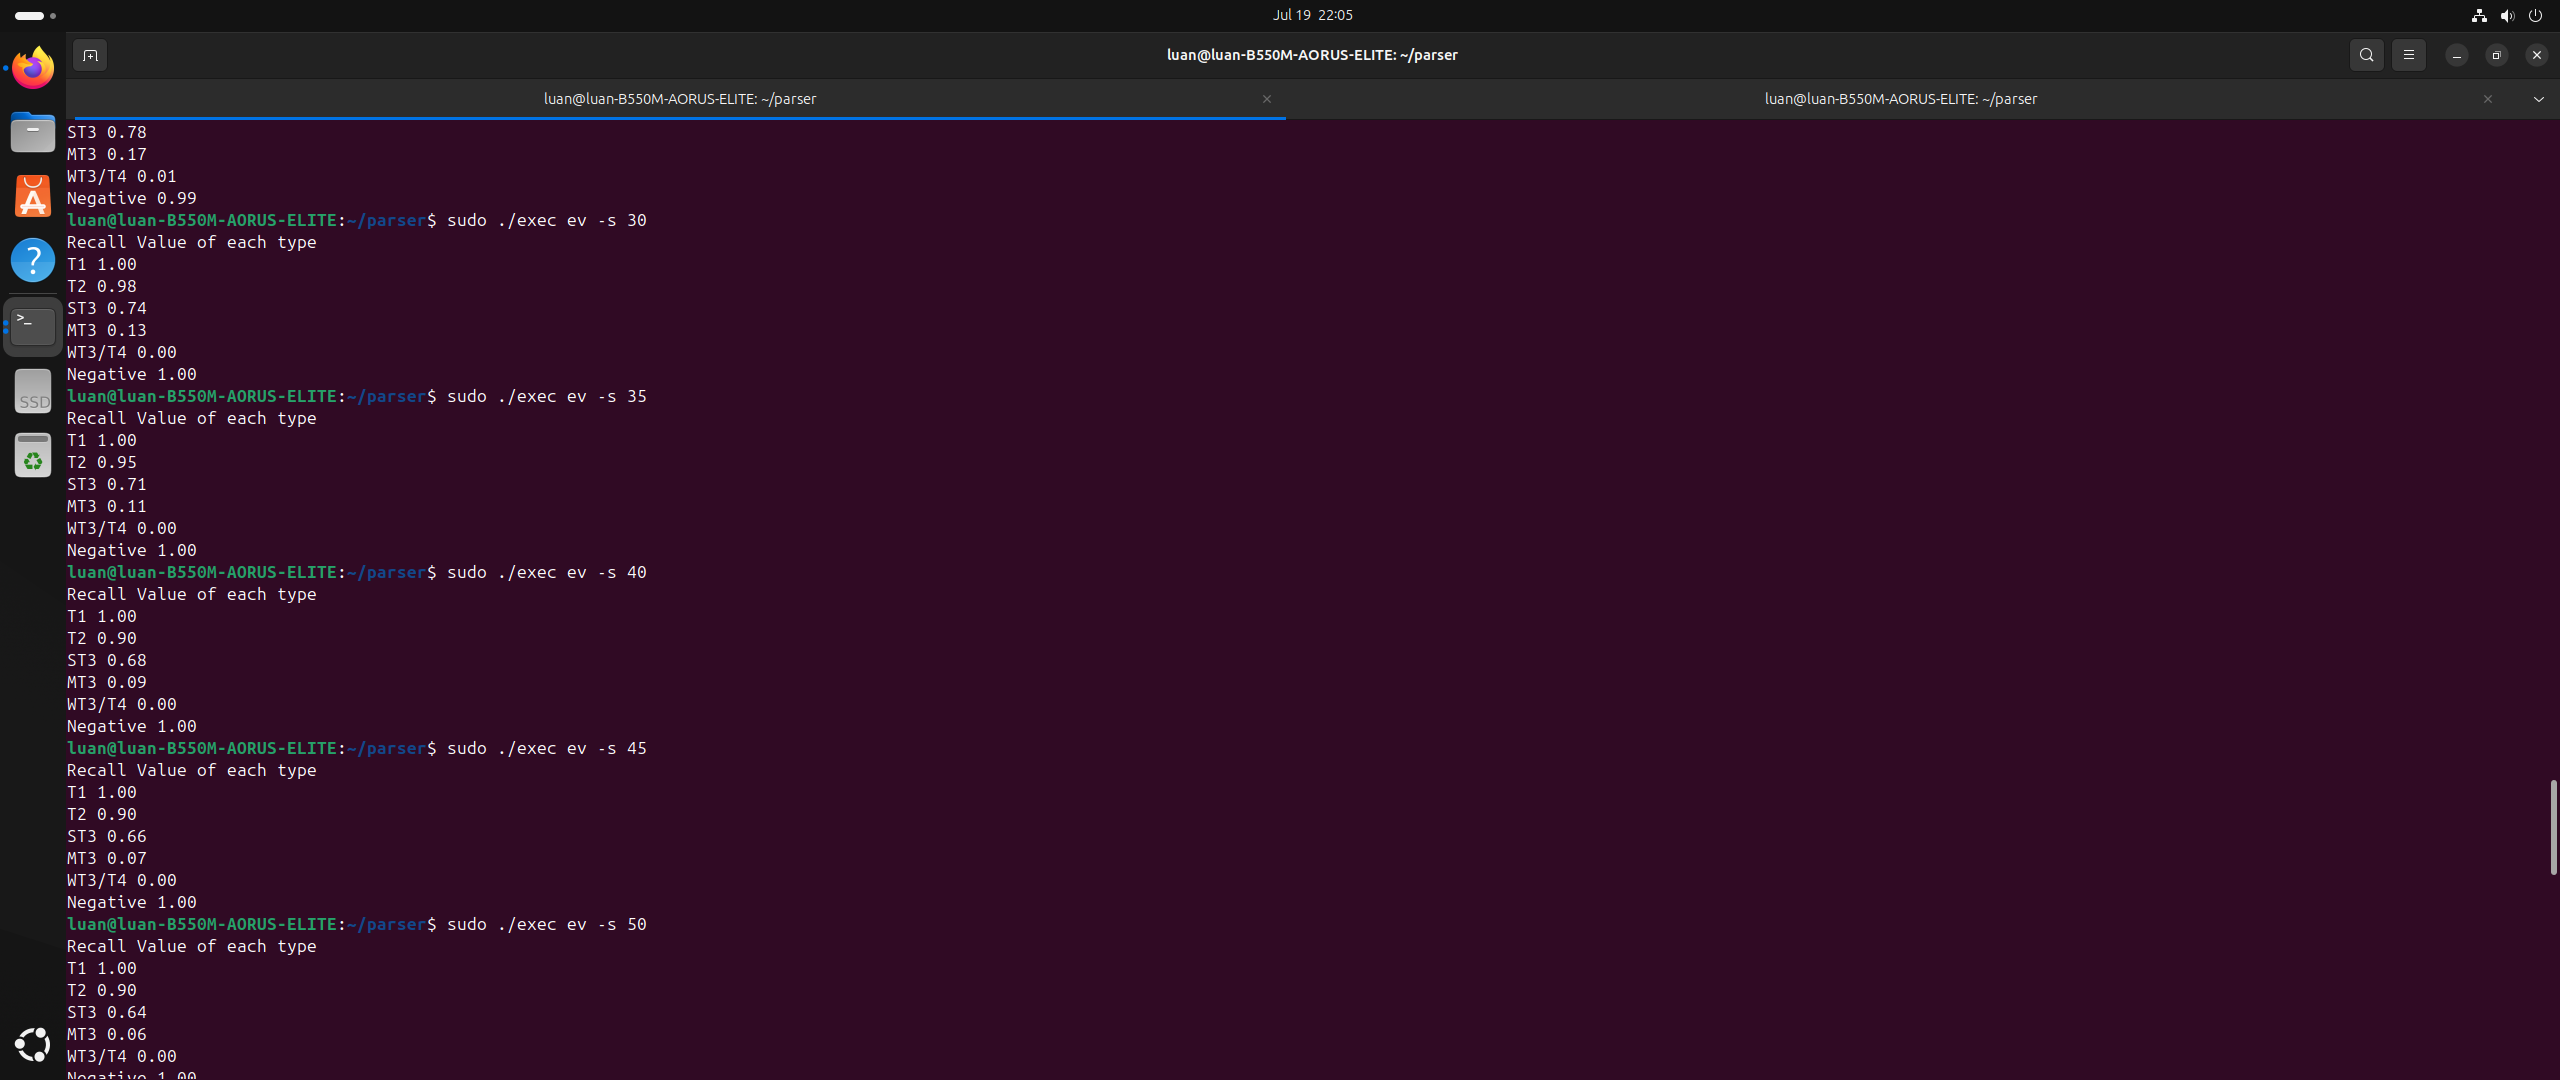 Jul 19 22:05
luan@luan-B550M-AORUS-ELITE: ~/parser
luan@luan-B550M-AORUS-ELITE: ~/parser
luan@luan-B550M-AORUS-ELITE: ~/parser
ST3 0.78
MT3 0.17
WT3/T4 0.01
Negative 0.99
luan@luan-B550M-AORUS-ELITE:~/parser$ sudo ./exec ev -s 30
Recall Value of each type
T1 1.00
T2 0.98
ST3 0.74
MT3 0.13
WT3/T4 0.00
Negative 1.00
luan@luan-B550M-AORUS-ELITE:~/parser$ sudo ./exec ev -s 35
Recall Value of each type
T1 1.00
T2 0.95
ST3 0.71
MT3 0.11
WT3/T4 0.00
Negative 1.00
luan@luan-B550M-AORUS-ELITE:~/parser$ sudo ./exec ev -s 40
Recall Value of each type
T1 1.00
T2 0.90
ST3 0.68
MT3 0.09
WT3/T4 0.00
Negative 1.00
luan@luan-B550M-AORUS-ELITE:~/parser$ sudo ./exec ev -s 45
Recall Value of each type
T1 1.00
T2 0.90
ST3 0.66
MT3 0.07
WT3/T4 0.00
Negative 1.00
luan@luan-B550M-AORUS-ELITE:~/parser$ sudo ./exec ev -s 50
Recall Value of each type
T1 1.00
T2 0.90
ST3 0.64
MT3 0.06
WT3/T4 0.00
Negative 1.00
SSD